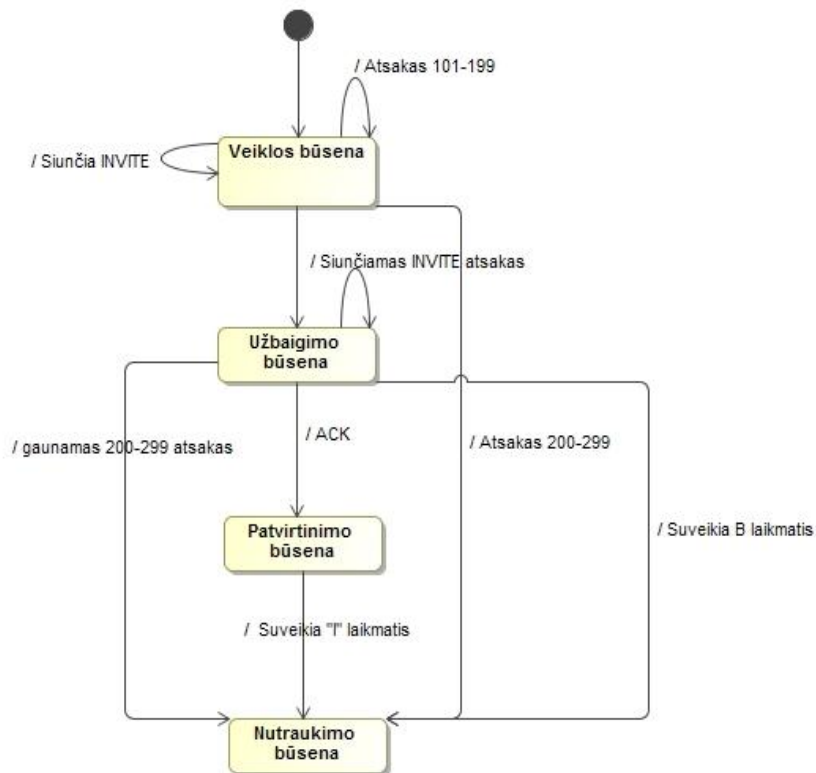 / Atsakas 101-199
Veiklos būsena
/ Siunčia INVITE
/ Siunčiamas INVITE atsakas
Užbaigimo
būsena
/ gaunamas 200-299 atsakas
/ ACK
/ Atsakas 200-299
Patvirtinimo
būsena
/ Suveikia B laikmatis
/ Suveikia "I" laikmatis
Nutraukimo
būsena